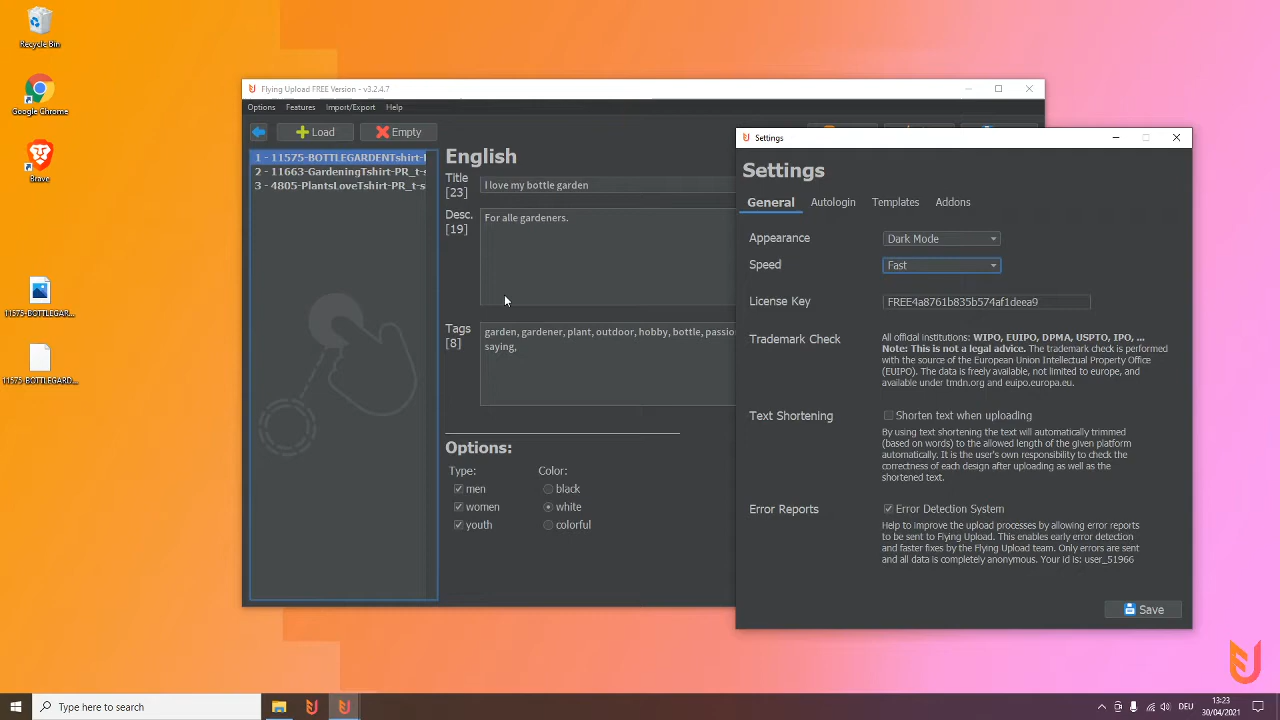 Recycle Bin
Google Chrome
Brave
11575-BOTTLEGAR...
11575-BOTTLEGARD...
Flying Upload FREE Version - v3.2.4.7
Options Features Import/Export Help
Load Empty
1 - 11575-BOTTLEGARDENTshirt-
2 - 11663-GardeningTshirt-PR_t-s
3 - 4805-PlantsLoveTshirt-PR_t-s
English
Title
[23]
I love my bottle garden
Desc.
[19]
For alle gardeners.
Tags
[8]
garden, gardener, plant, outdoor, hobby, bottle, passio
saying,
Options:
Type: Color:
men black
women white
youth colorful
Settings
Settings
General Autologin Templates Addons
Appearance Dark Mode
Speed Fast
License Key FREE4a8761b835b574af1deea9
Trademark Check
All official Institutions: WIPO, EUIPO, DPMA, USPTO, IPO, ...
Note: This is not a legal advice. The trademark check is performed
with the source of the European Union Intellectual Property Office
(EUIPO). The data is freely available, not limited to europe, and
available under tmdn.org and euipo.europa.eu.
Text Shortening Shorten text when uploading
By using text shortening the text will automatically trimmed
(based on words) to the allowed length of the given platform
automatically. It is the user's own responsibility to check the
correctness of each design after uploading as well as the
shortened text.
Error Reports Error Detection System
Help to improve the upload processes by allowing error reports
to be sent to Flying Upload. This enables early error detection
and faster fixes by the Flying Upload team. Only errors are sent
and all data is completely anonymous. Your id is: user_51966
Save
Type here to search
DEU
13:23
30/04/2021